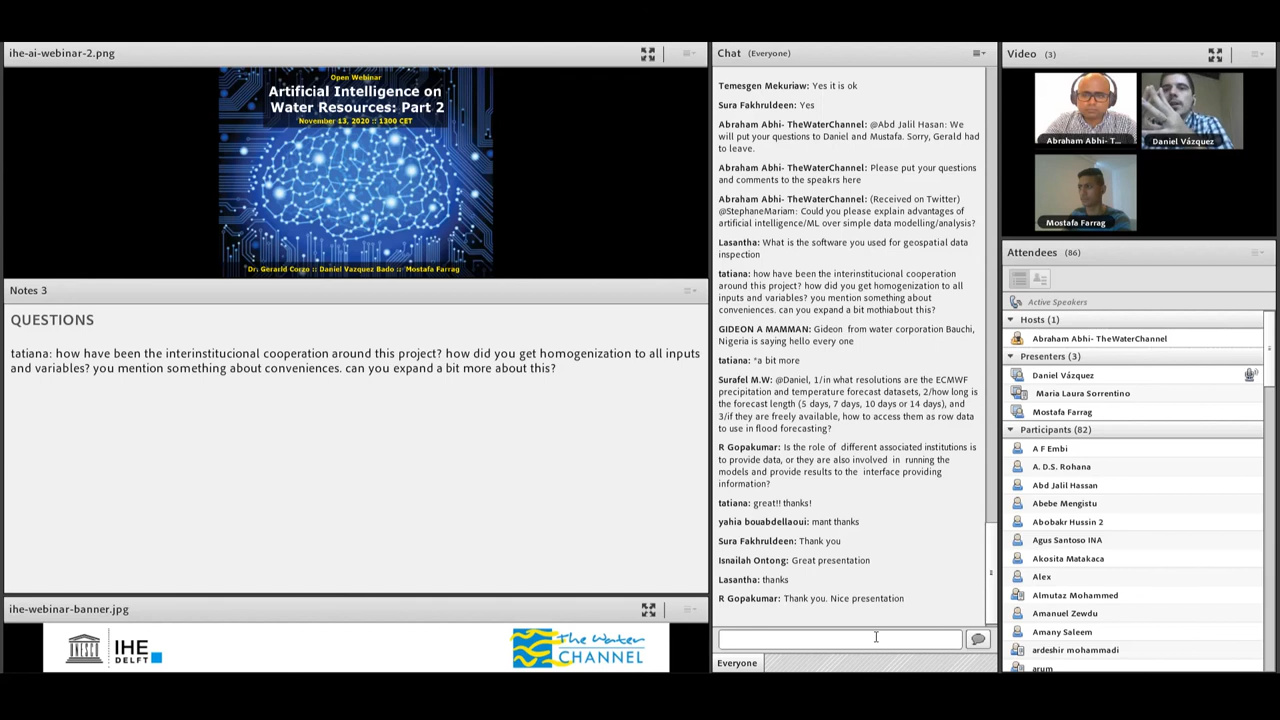 ihe-ai-webinar-2.png
Open Webinar
Artificial Intelligence on
Water Resources: Part 2
November 13, 2020 :: 1300 CET
Dr. Gerarld Corzo :: Daniel Vazquez Bado :: Mostafa Farrag
Notes 3
QUESTIONS
tatiana: how have been the interinstitucional cooperation around this project? how did you get homogenization to all inputs
and variables? you mention something about conveniences. can you expand a bit more about this?
ihe-webinar-banner.jpg
UNESCO
IHE
DELFT
The Water
CHANNEL
Chat (Everyone)
Temesgen Mekuriaw: Yes it is ok
Sura Fakhruldeen: Yes
Abraham Abhi- TheWaterChannel: @Abd Jalil Hasan: We
will put your questions to Daniel and Mustafa. Sorry, Gerald had
to leave.
Abraham Abhi- TheWaterChannel: Please put your questions
and comments to the speakrs here
Abraham Abhi- TheWaterChannel: (Received on Twitter)
@StephaneMariam: Could you please explain advantages of
artificial intelligence/ML over simple data modelling/analysis?
Lasantha: What is the software you used for geospatial data
inspection
tatiana: how have been the interinstitucional cooperation
around this project? how did you get homogenization to all
inputs and variables? you mention something about
conveniences. can you expand a bit mothiabout this?
GIDEON A MAMMAN: Gideon from water corporation Bauchi,
Nigeria is saying hello every one
tatiana: *a bit more
Surafel M.W: @Daniel, 1/in what resolutions are the ECMWF
precipitation and temperature forecast datasets, 2/how long is
the forecast length (5 days, 7 days, 10 days or 14 days), and
3/if they are freely available, how to access them as row data
to use in flood forecasting?
R Gopakumar: Is the role of different associated institutions is
to provide data, or they are also involved in running the
models and provide results to the interface providing
information?
tatiana: great!! thanks!
yahia bouabdellaoui: mant thanks
Sura Fakhruldeen: Thank you
Isnailah Ontong: Great presentation
Lasantha: thanks
R Gopakumar: Thank you. Nice presentation
Everyone
Video (3)
Abraham Abhi- T...
Daniel Vázquez
Mostafa Farrag
Attendees (86)
Active Speakers
Hosts (1)
Abraham Abhi- TheWaterChannel
Presenters (3)
Daniel Vázquez
Maria Laura Sorrentino
Mostafa Farrag
Participants (82)
A F Embi
A. D.S. Rohana
Abd Jalil Hassan
Abebe Mengistu
Abobakr Hussin 2
Agus Santoso INA
Akosita Matakaca
Alex
Almutaz Mohammed
Amanuel Zewdu
Amany Saleem
ardeshir mohammadi
arum